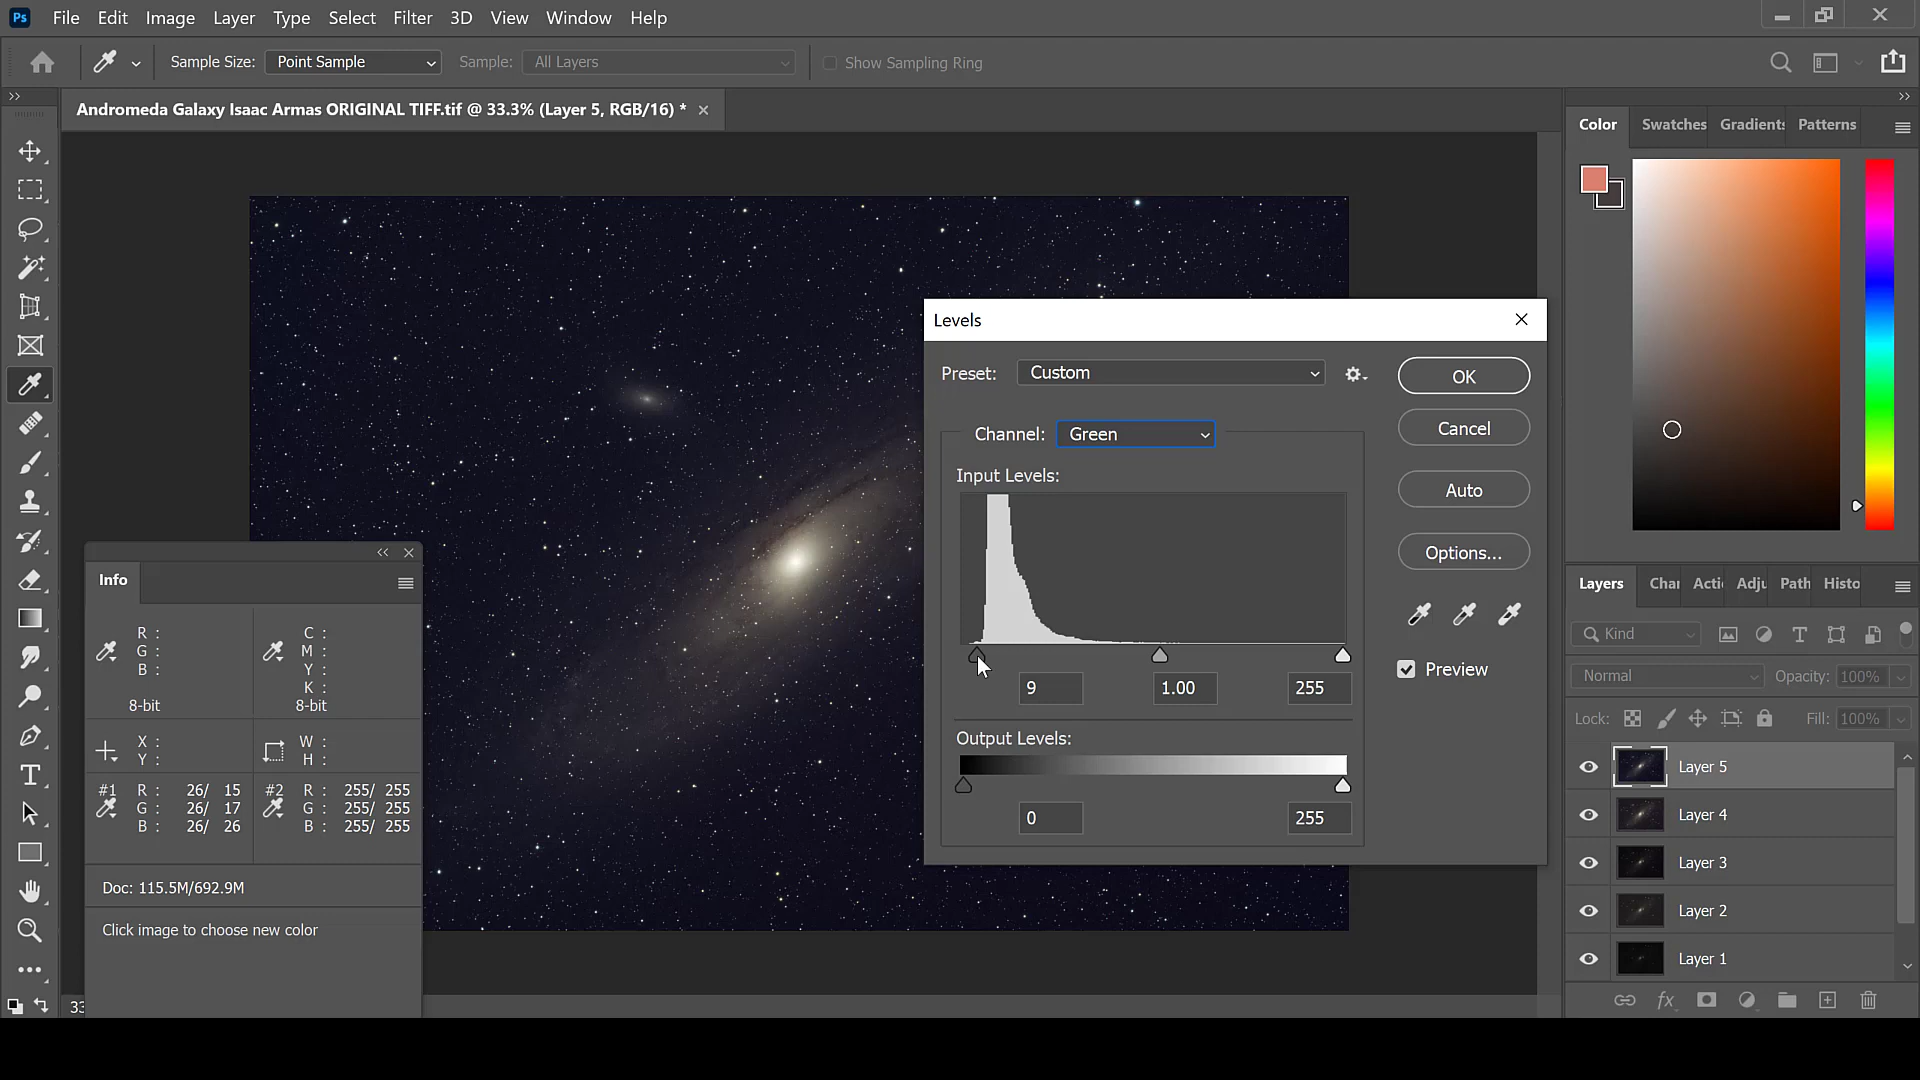 Ps File Edit Image Layer Type Select Filter 3D View Window Help
Sample Size: Point Sample Sample: All Layers Show Sampling Ring
Andromeda Galaxy Isaac Armas ORIGINAL TIFF.tif @ 33.3% (Layer 5, RGB/16) *
Color Swatches Gradients Patterns
Levels
Preset: Custom
OK
Channel: Green
Cancel
Input Levels:
Auto
Options...
Preview
9 1.00 255
Output Levels:
0 255
Info
R : C :
G : M :
B : Y :
K :
8-bit 8-bit
X : W :
Y : H :
#1 R : 26/ 15 #2 R : 255/ 255
G : 26/ 17 G : 255/ 255
B : 26/ 26 B : 255/ 255
Doc: 115.5M/692.9M
Click image to choose new color
33
Layers Char Acti Adju Path Histo
Kind
Normal Opacity: 100%
Lock: Fill: 100%
Layer 5
Layer 4
Layer 3
Layer 2
Layer 1
fx